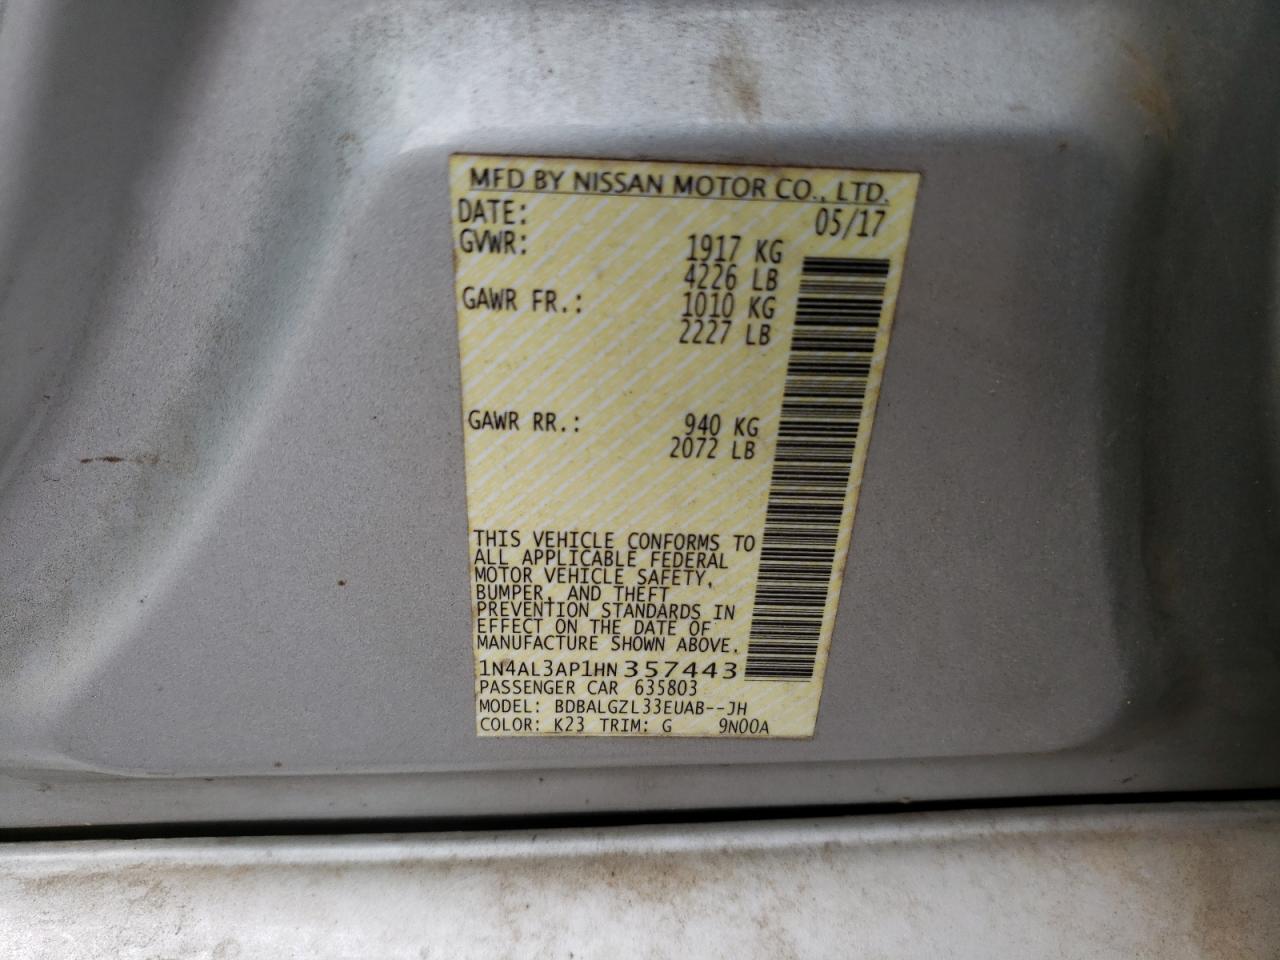 MFD BY NISSAN MOTOR CO., LTD.
DATE: 05/17
GVWR: 1917 KG
4226 LB
GAWR FR.: 1010 KG
2227 LB
GAWR RR.: 940 KG
2072 LB
THIS VEHICLE CONFORMS TO
ALL APPLICABLE FEDERAL
MOTOR VEHICLE SAFETY,
BUMPER, AND THEFT
PREVENTION STANDARDS IN
EFFECT ON THE DATE OF
MANUFACTURE SHOWN ABOVE.
1N4AL3AP1HN357443
PASSENGER CAR 635803
MODEL: BDBALGZL33EUAB--JH
COLOR: K23 TRIM: G 9N00A